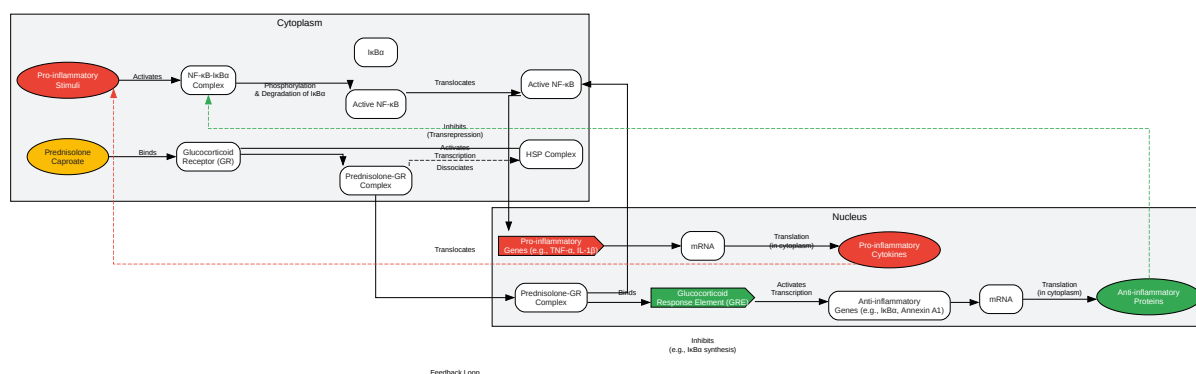 Cytoplasm
IκBα
Pro-inflammatory
Stimuli
Activates
NF-κB-IκBα
Complex
Phosphorylation
& Degradation of IκBα
Active NF-κB
Translocates
Active NF-κB
Inhibits
(Transrepression)
Prednisolone
Caproate
Binds
Glucocorticoid
Receptor (GR)
Activates
Transcription
Dissociates
HSP Complex
Prednisolone-GR
Complex
Nucleus
Translocates
Pro-inflammatory
Genes (e.g., TNF-α, IL-1β)
mRNA
Translation
(in cytoplasm)
Pro-inflammatory
Cytokines
Prednisolone-GR
Complex
Binds
Glucocorticoid
Response Element (GRE)
Activates
Transcription
Anti-inflammatory
Genes (e.g., IκBα, Annexin A1)
mRNA
Translation
(in cytoplasm)
Anti-inflammatory
Proteins
Inhibits
(e.g., IκBα synthesis)
Feedback Loop